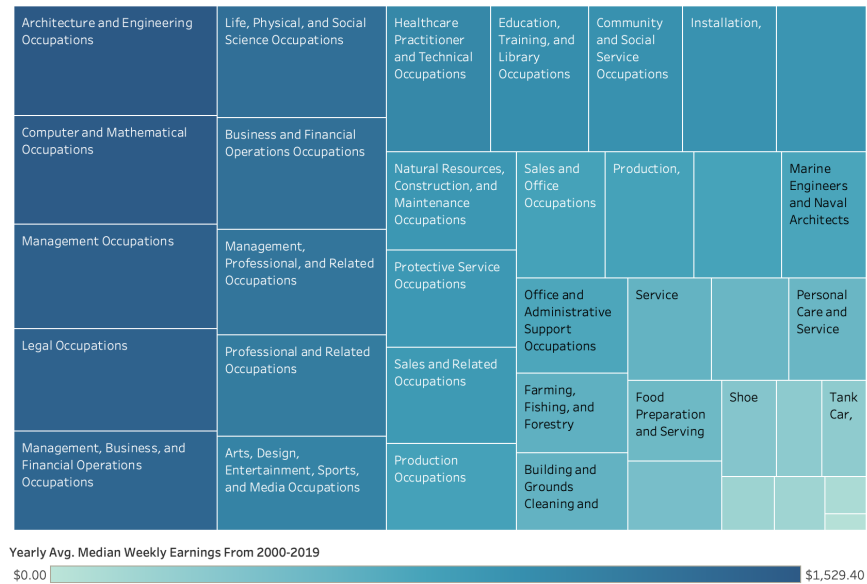 Architecture and Engineering
Occupations
Computer and Mathematical
Occupations
Management Occupations
Legal Occupations
Management, Business, and
Financial Operations
Occupations
Life, Physical, and Social
Science Occupations
Business and Financial
Operations Occupations
Management,
Professional, and Related
Occupations
Professional and Related
Occupations
Arts, Design,
Entertainment, Sports,
and Media Occupations
Healthcare
Practitioner
and Technical
Occupations
Education,
Training, and
Library
Occupations
Community
and Social
Service
Occupations
Installation,
Natural Resources,
Construction, and
Maintenance
Occupations
Protective Service
Occupations
Sales and Related
Occupations
Production
Occupations
Sales and
Office
Occupations
Production,
Marine
Engineers
and Naval
Architects
Office and
Administrative
Support
Occupations
Farming,
Fishing, and
Forestry
Building and
Grounds
Cleaning and
Service
Personal
Care and
Service
Food
Preparation
and Serving
Shoe
Tank
Car,
Yearly Avg. Median Weekly Earnings From 2000-2019
$0.00
$1,529.40